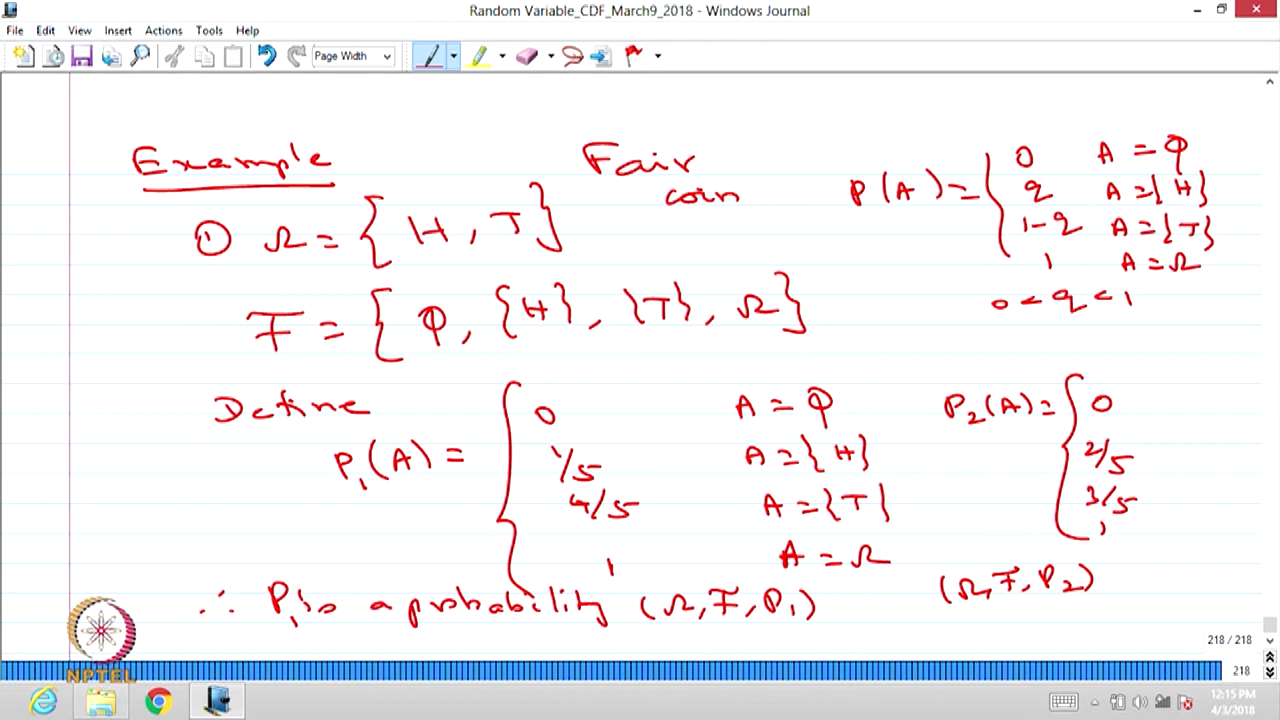 Random Variable_CDF_March9_2018 - Windows Journal
File Edit View Insert Actions Tools Help
Page Width
Example
Fair coin
① Ω = { H, T }
F = { Φ, {H}, {T}, Ω }
P(A) = { 0 A = Φ
q A = {H}
1-q A = {T}
1 A = Ω
0 < q < 1
Define
P₁(A) = { 0 A = Φ
1/5 A = {H}
4/5 A = {T}
1 A = Ω
P₂(A) = { 0
2/5
3/5
1
∴ P₁ is a probability (Ω, F, P₁)
(Ω, F, P₂)
NPTEL
218 / 218
218
12:15 PM
4/3/2018